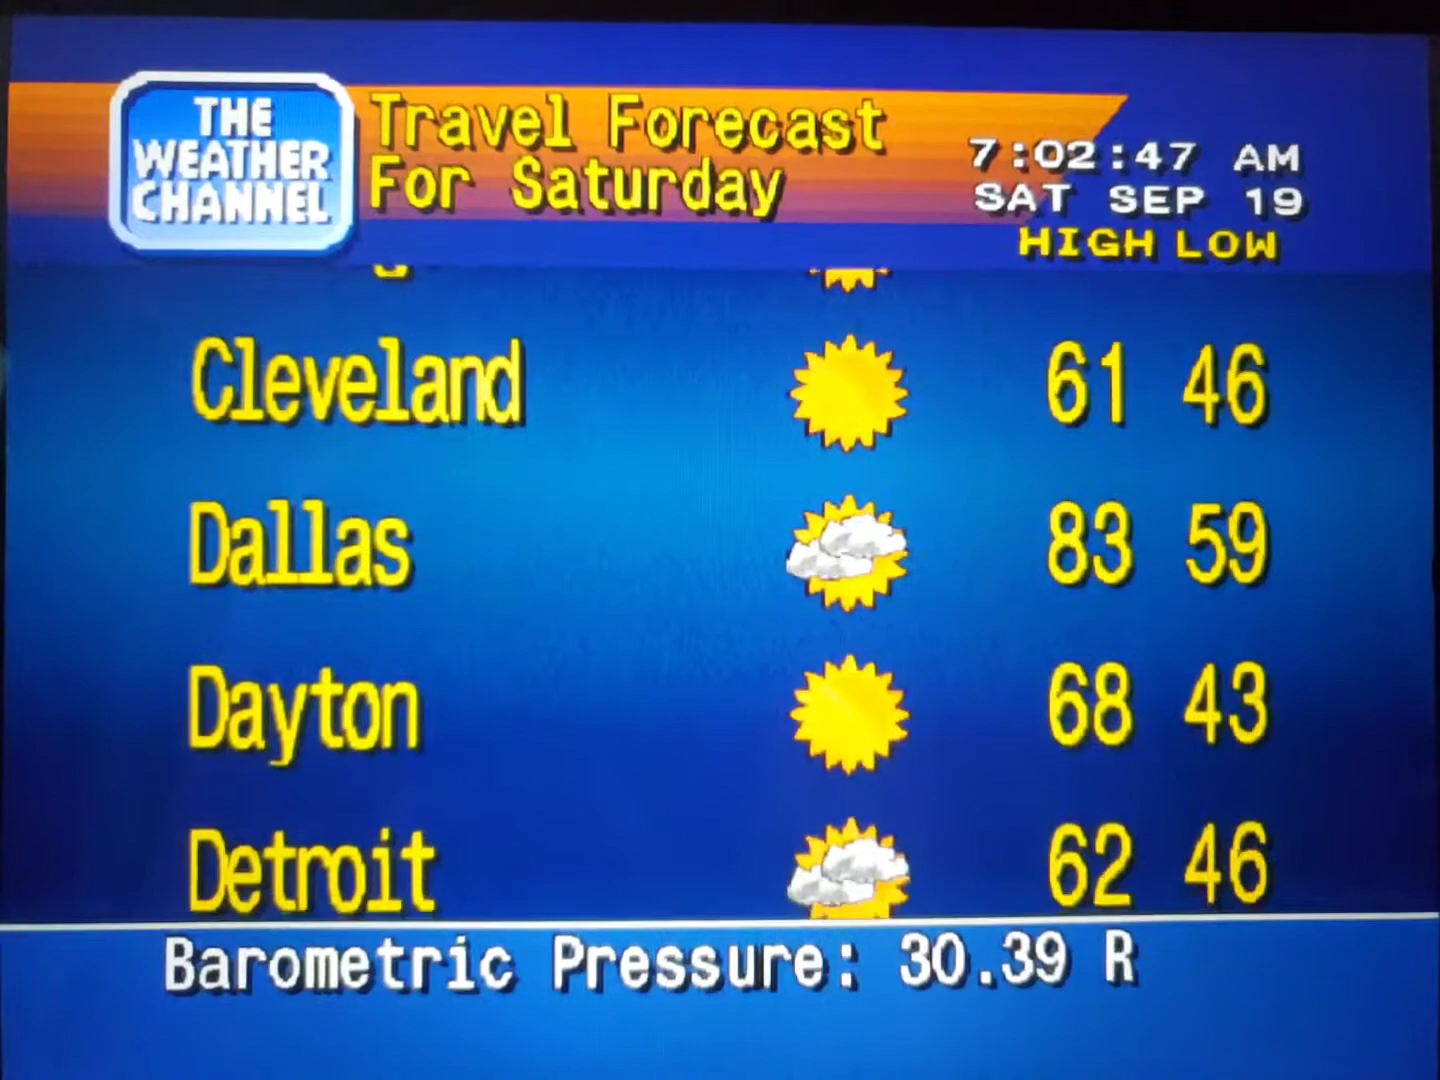 THE
WEATHER
CHANNEL
Travel Forecast
For Saturday
7:02:47 AM
SAT SEP 19
HIGH LOW
Cleveland 61 46
Dallas 83 59
Dayton 68 43
Detroit 62 46
Barometric Pressure: 30.39 R